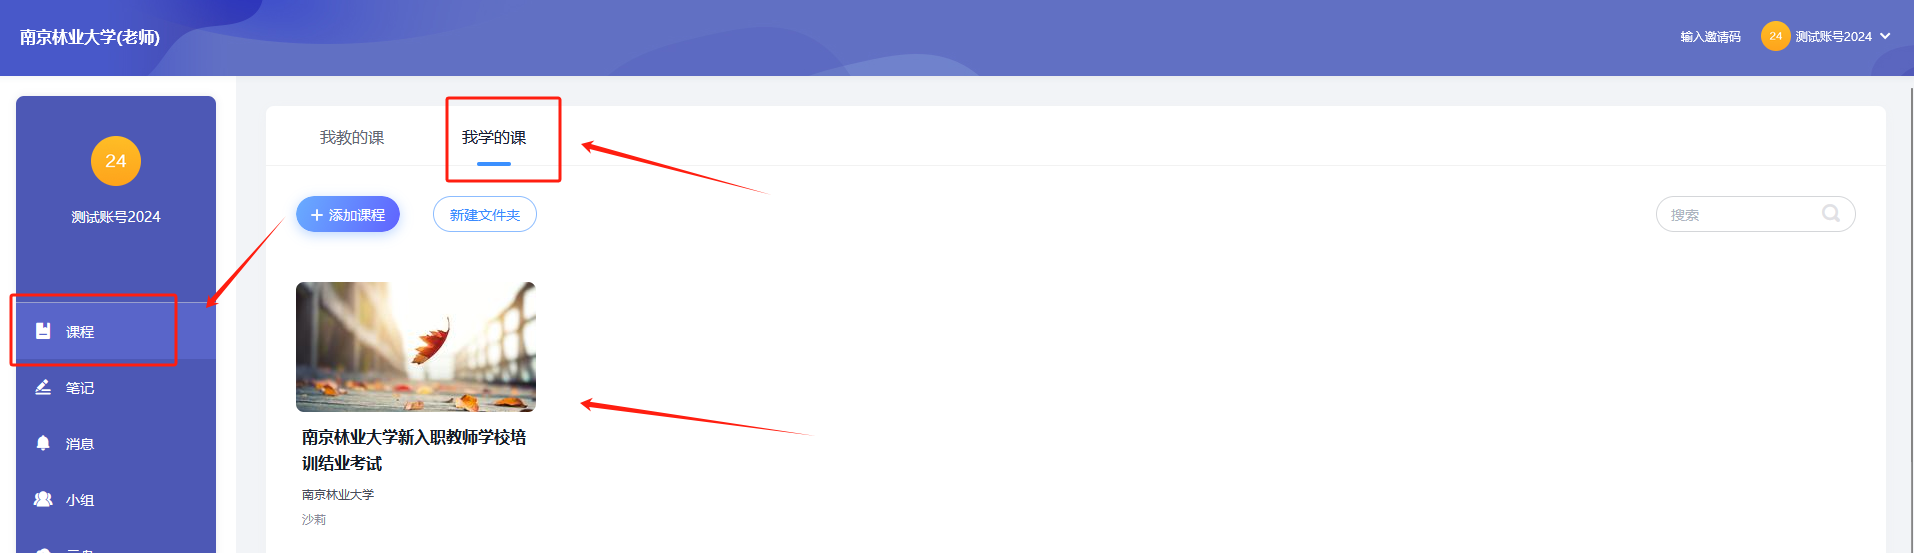 南京林业大学(老师)
输入邀请码
24
测试账号2024
24
测试账号2024
课程
笔记
消息
小组
我教的课
我学的课
添加课程
新建文件夹
搜索
南京林业大学新入职教师学校培
训结业考试
南京林业大学
沙莉